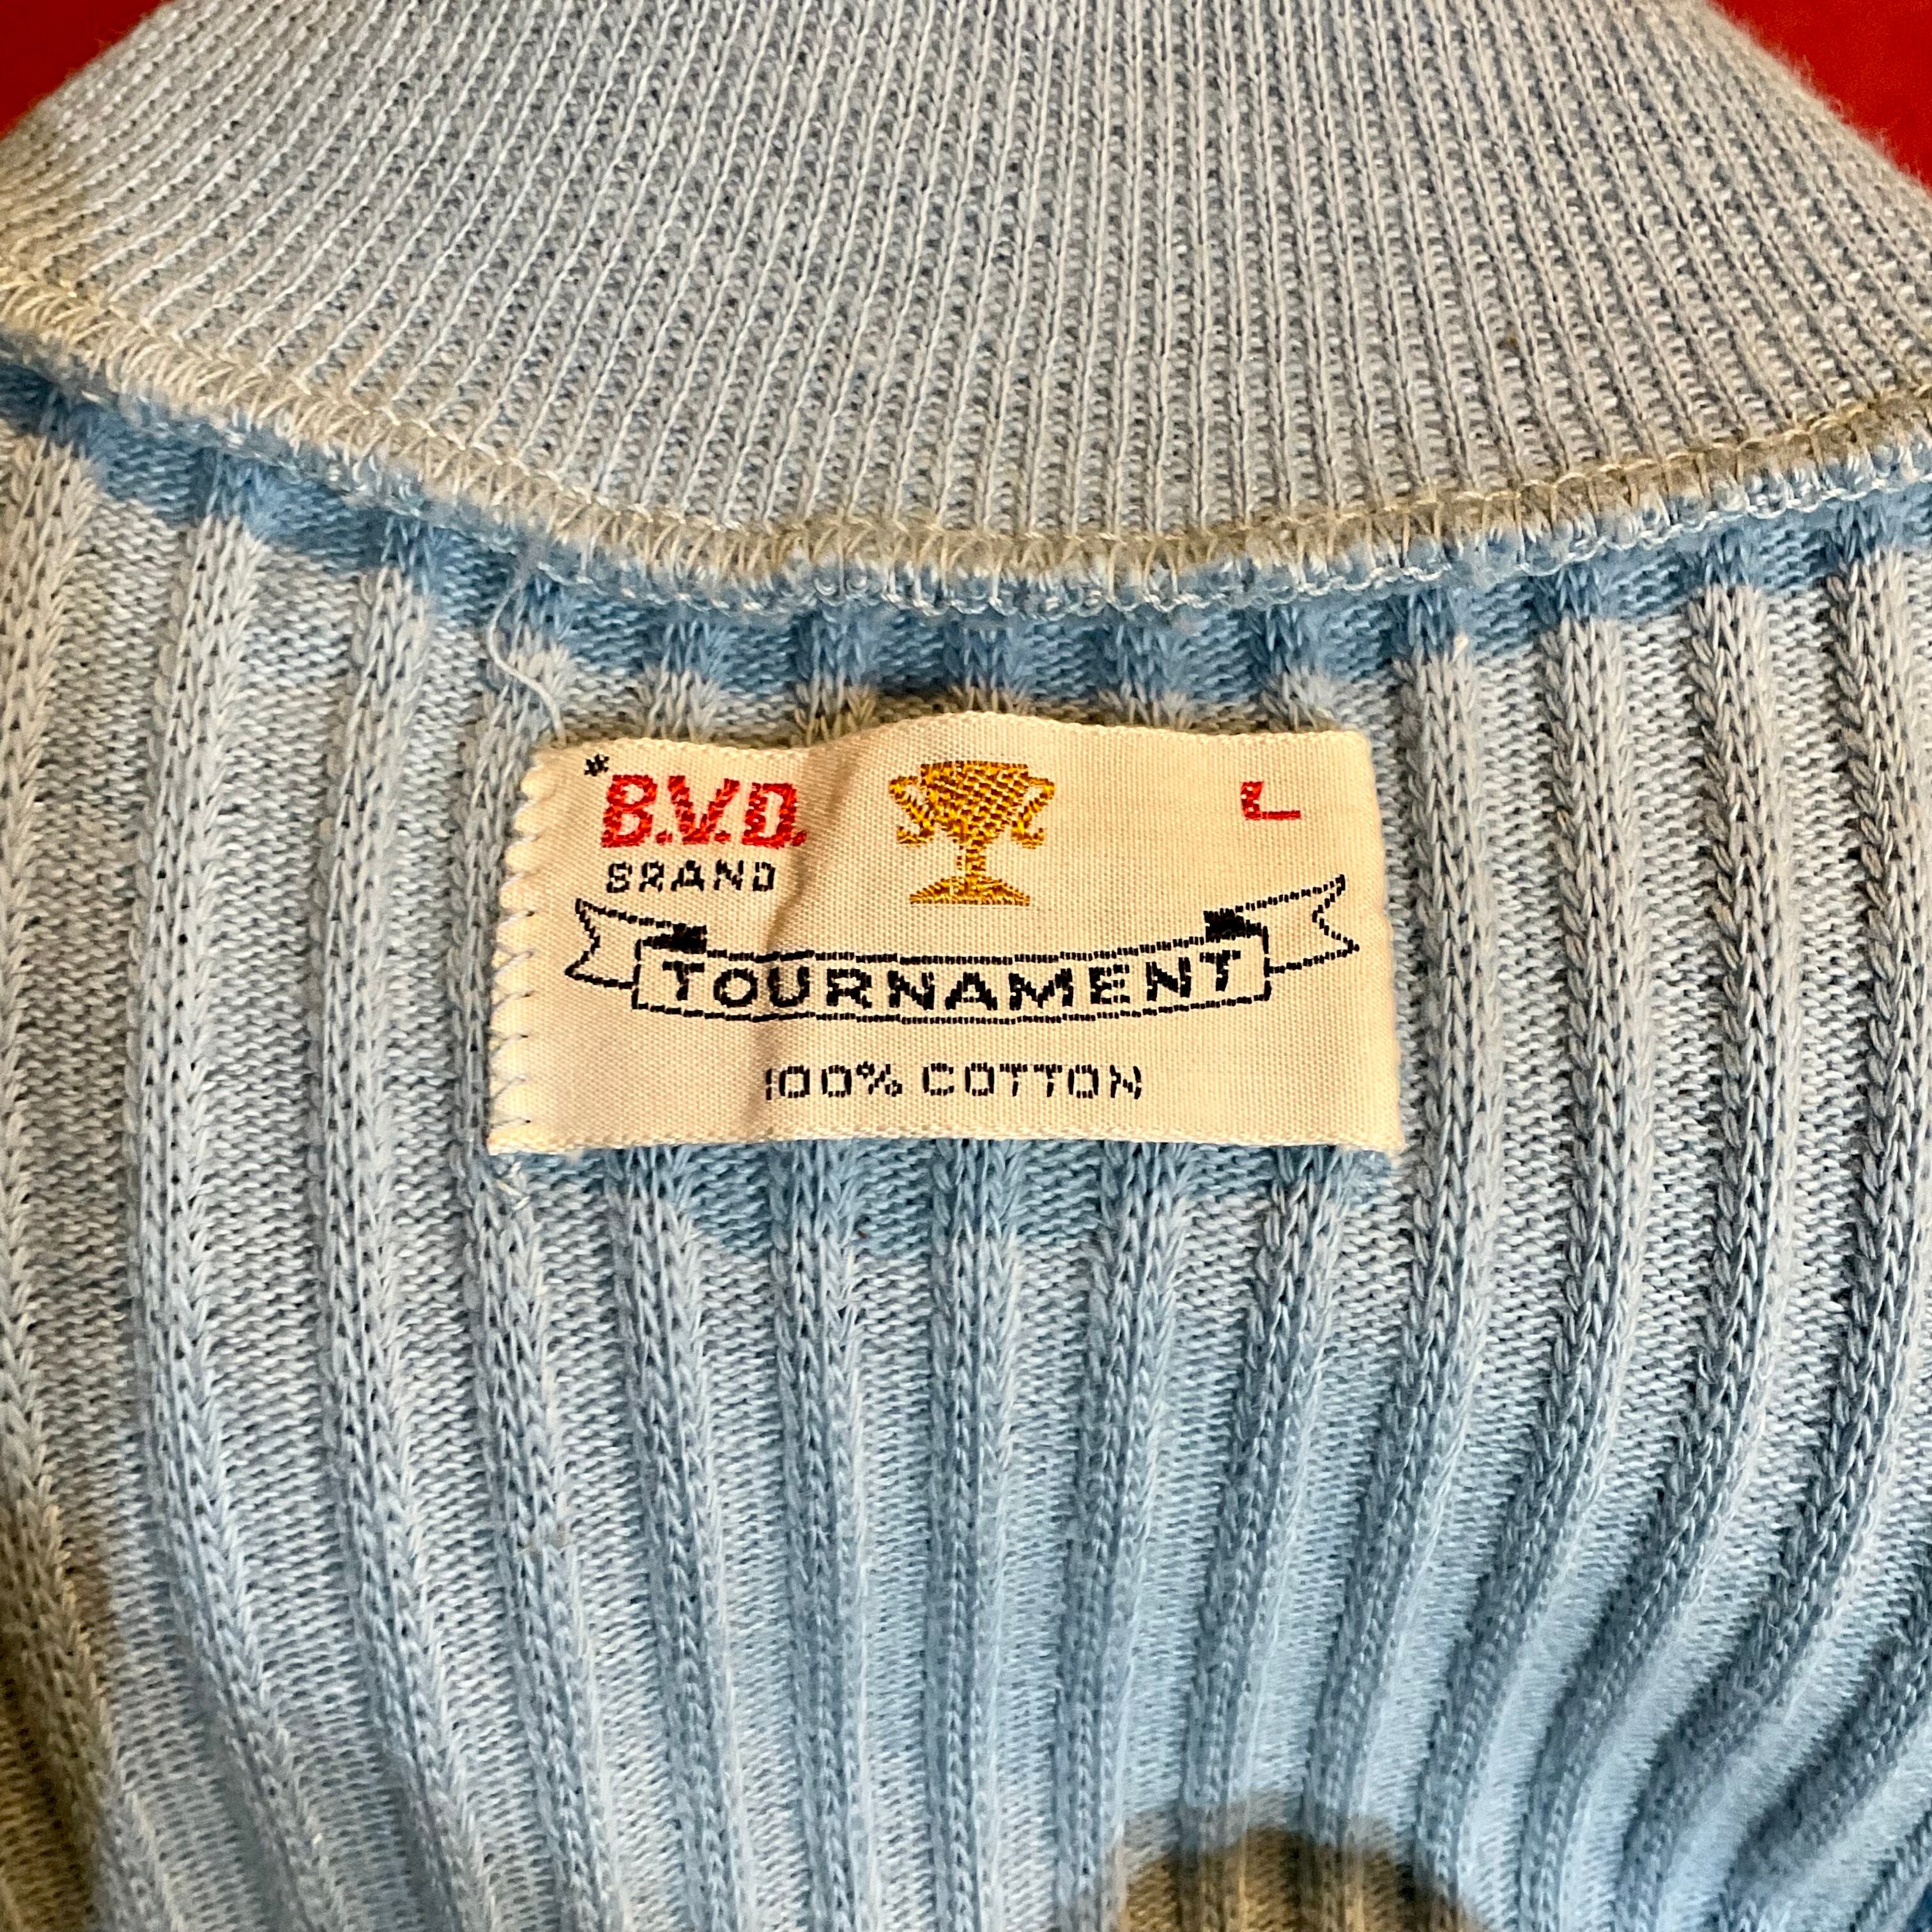 *B.V.D. L
BRAND
TOURNAMENT
100% COTTON